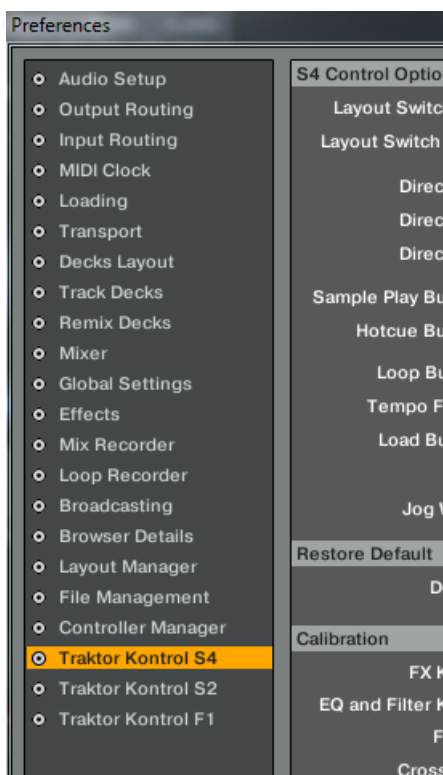 Preferences
Audio Setup
Output Routing
Input Routing
MIDI Clock
Loading
Transport
Decks Layout
Track Decks
Remix Decks
Mixer
Global Settings
Effects
Mix Recorder
Loop Recorder
Broadcasting
Browser Details
Layout Manager
File Management
Controller Manager
Traktor Kontrol S4
Traktor Kontrol S2
Traktor Kontrol F1
S4 Control Optio
Layout Switc
Layout Switch
Direc
Direc
Direc
Sample Play Bu
Hotcue Bu
Loop Bu
Tempo F
Load Bu
Jog
Restore Default
D
Calibration
FX K
EQ and Filter K
F
Cross